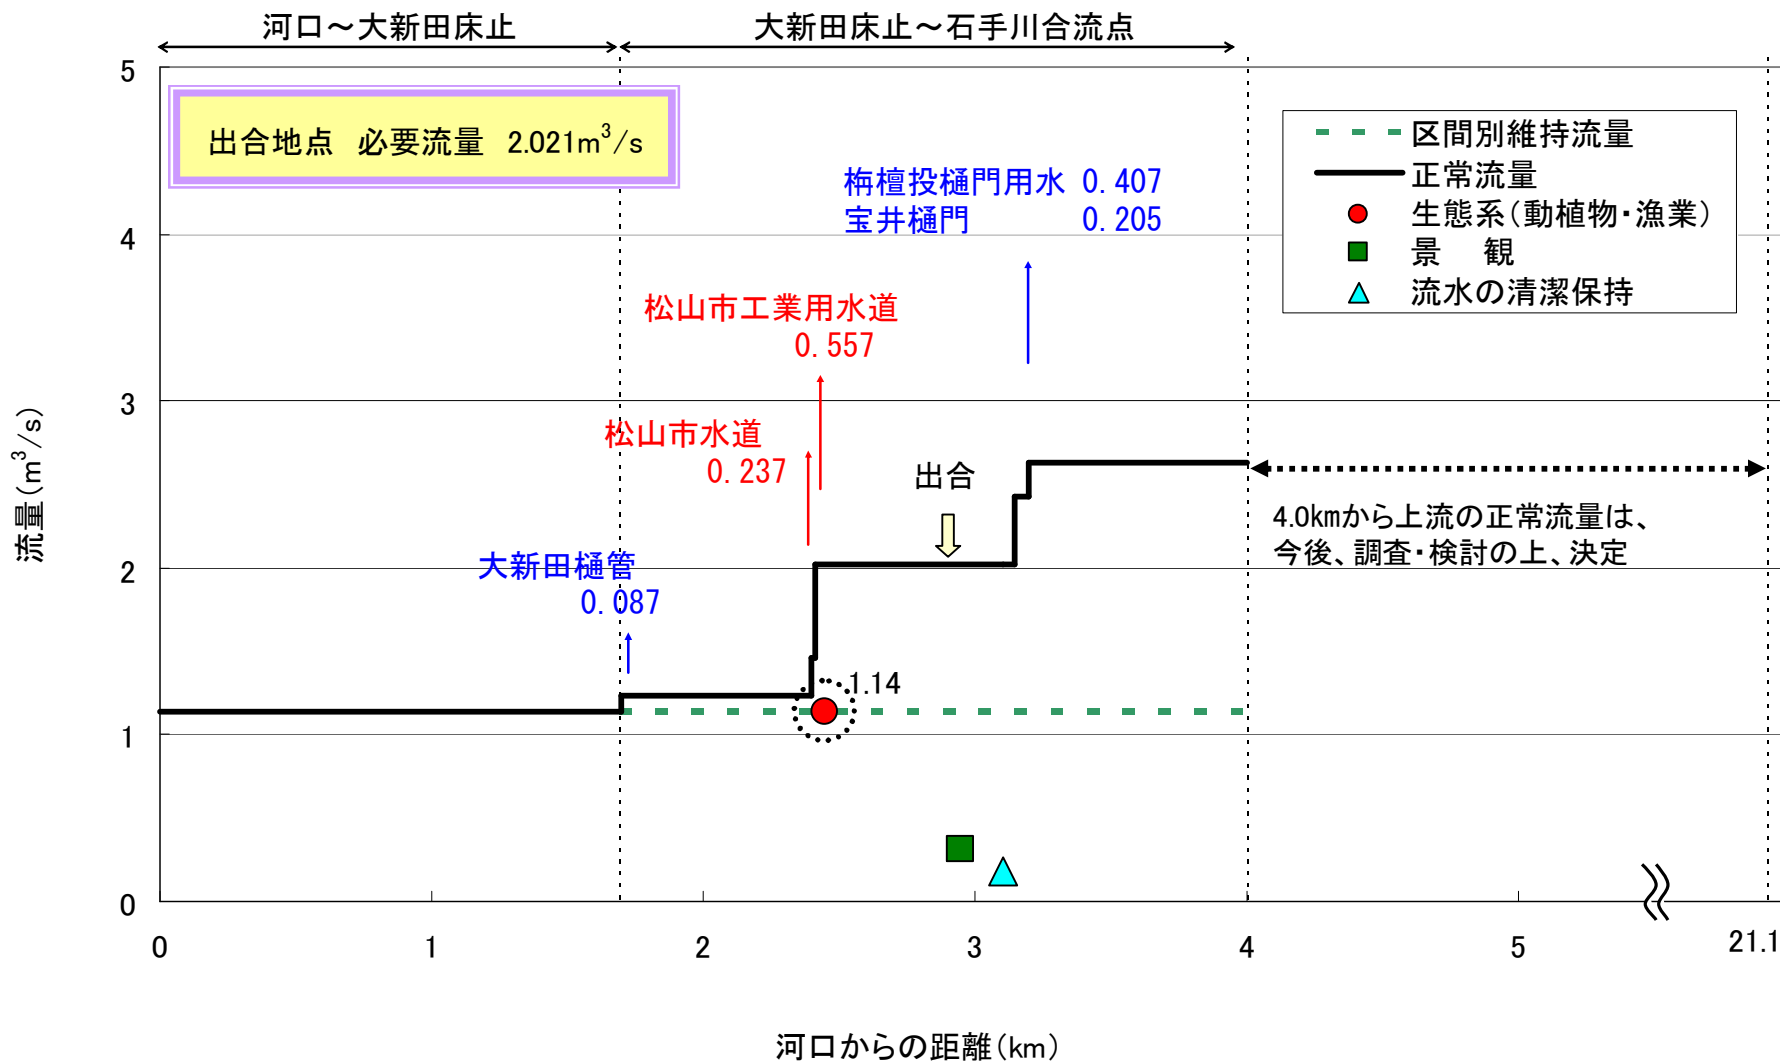 河口～大新田床止
大新田床止～石手川合流点
出合地点 必要流量 2.021m³/s
区間別維持流量
正常流量
生態系(動植物・漁業)
景 観
流水の清潔保持
栴檀投樋門用水 0.407
宝井樋門 0.205
松山市工業用水道
0.557
松山市水道
0.237
出合
大新田樋管
0.087
1.14
4.0kmから上流の正常流量は、
今後、調査・検討の上、決定
流量(m³/s)
5
4
3
2
1
0
0 1 2 3 4 5 21.1
河口からの距離(km)